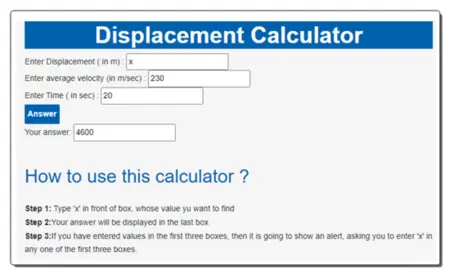 Displacement Calculator
Enter Displacement ( in m) : x
Enter average velocity (in m/sec) : 230
Enter Time ( in sec) : 20
Answer
Your answer: 4600
How to use this calculator ?
Step 1: Type 'x' in front of box, whose value yu want to find
Step 2:Your answer will be displayed in the last box
Step 3:If you have entered values in the first three boxes, then it is going to show an alert, asking you to enter 'x' in
any one of the first three boxes.